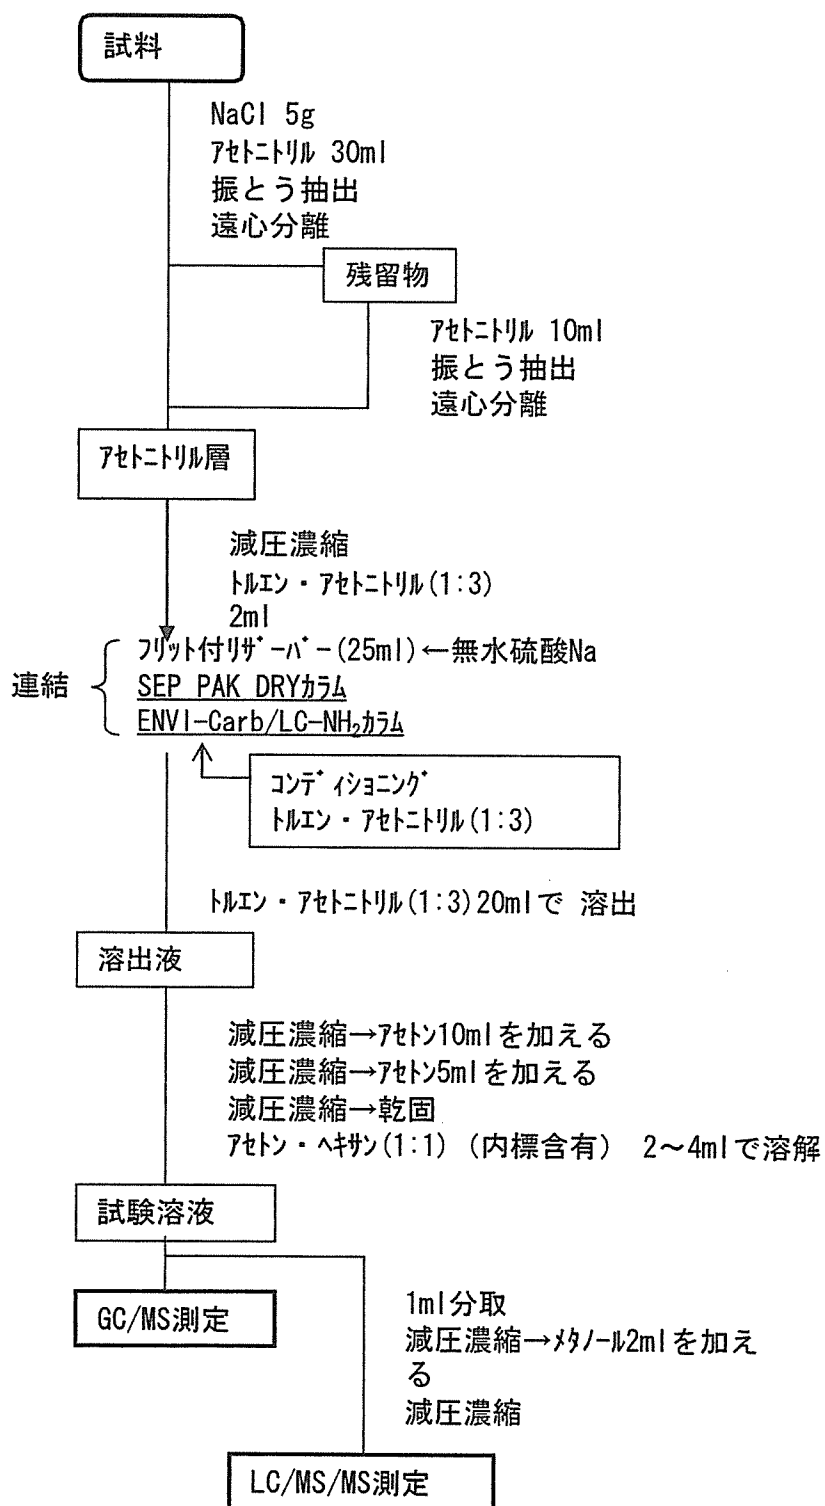 試料
NaCl 5g
ｱｾﾄﾆﾄﾘﾙ 30ml
振とう抽出
遠心分離
残留物
ｱｾﾄﾆﾄﾘﾙ 10ml
振とう抽出
遠心分離
ｱｾﾄﾆﾄﾘﾙ層
減圧濃縮
ﾄﾙｴﾝ・ｱｾﾄﾆﾄﾘﾙ(1:3)
2ml
連結
ﾌﾘｯﾄ付ﾘｻﾞｰﾊﾞｰ(25ml)←無水硫酸Na
SEP PAK DRYｶﾗﾑ
ENVI-Carb/LC-NH₂ｶﾗﾑ
ｺﾝﾃﾞｨｼｮﾆﾝｸﾞ
ﾄﾙｴﾝ・ｱｾﾄﾆﾄﾘﾙ(1:3)
ﾄﾙｴﾝ・ｱｾﾄﾆﾄﾘﾙ(1:3)20mlで 溶出
溶出液
減圧濃縮→ｱｾﾄﾝ10mlを加える
減圧濃縮→ｱｾﾄﾝ5mlを加える
減圧濃縮→乾固
ｱｾﾄﾝ・ﾍｷｻﾝ(1:1) (内標含有) 2～4mlで溶解
試験溶液
GC/MS測定
1ml分取
減圧濃縮→ﾒﾀﾉｰﾙ2mlを加え
る
減圧濃縮
LC/MS/MS測定